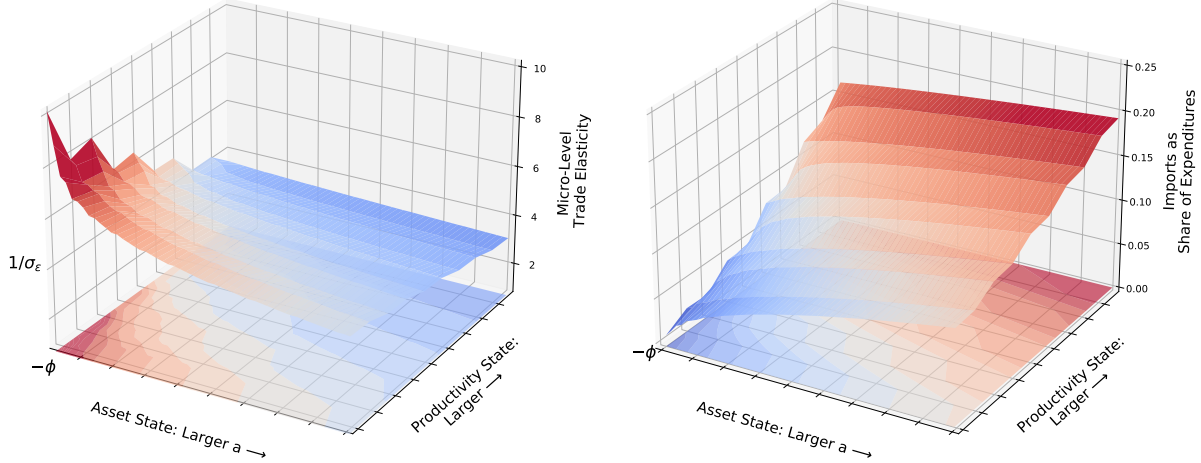 10
8
6
4
2
Micro-Level
Trade Elasticity
1/σε
−ϕ
Asset State: Larger a ⟶
Productivity State:
Larger ⟶
0.25
0.20
0.15
0.10
0.05
0.00
Imports as
Share of Expenditures
−ϕ
Asset State: Larger a ⟶
Productivity State:
Larger ⟶